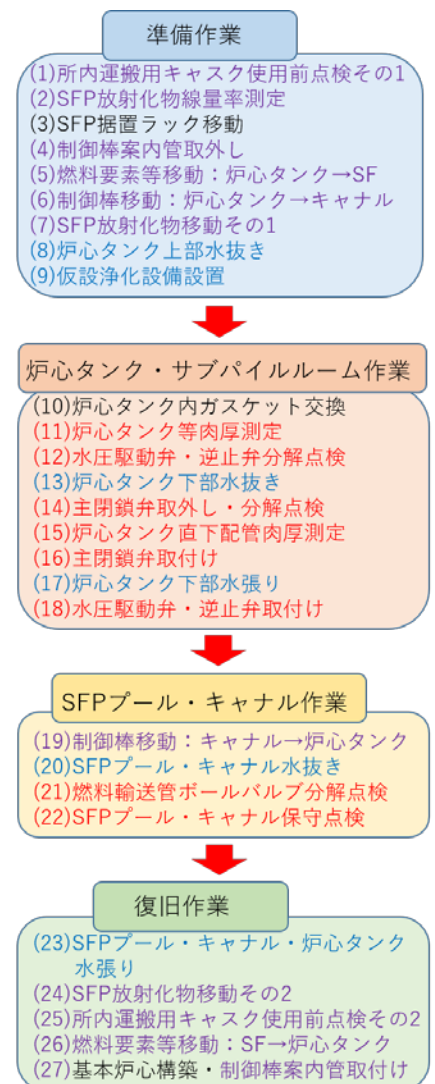 準備作業
(1)所内運搬用キャスク使用前点検その1
(2)SFP放射化物線量率測定
(3)SFP据置ラック移動
(4)制御棒案内管取外し
(5)燃料要素等移動：炉心タンク→SF
(6)制御棒移動：炉心タンク→キャナル
(7)SFP放射化物移動その1
(8)炉心タンク上部水抜き
(9)仮設浄化設備設置
炉心タンク・サブパイルルーム作業
(10)炉心タンク内ガスケット交換
(11)炉心タンク等肉厚測定
(12)水圧駆動弁・逆止弁分解点検
(13)炉心タンク下部水抜き
(14)主閉鎖弁取外し・分解点検
(15)炉心タンク直下配管肉厚測定
(16)主閉鎖弁取付け
(17)炉心タンク下部水張り
(18)水圧駆動弁・逆止弁取付け
SFPプール・キャナル作業
(19)制御棒移動：キャナル→炉心タンク
(20)SFPプール・キャナル水抜き
(21)燃料輸送管ボールバルブ分解点検
(22)SFPプール・キャナル保守点検
復旧作業
(23)SFPプール・キャナル・炉心タンク
水張り
(24)SFP放射化物移動その2
(25)所内運搬用キャスク使用前点検その2
(26)燃料要素等移動：SF→炉心タンク
(27)基本炉心構築・制御棒案内管取付け